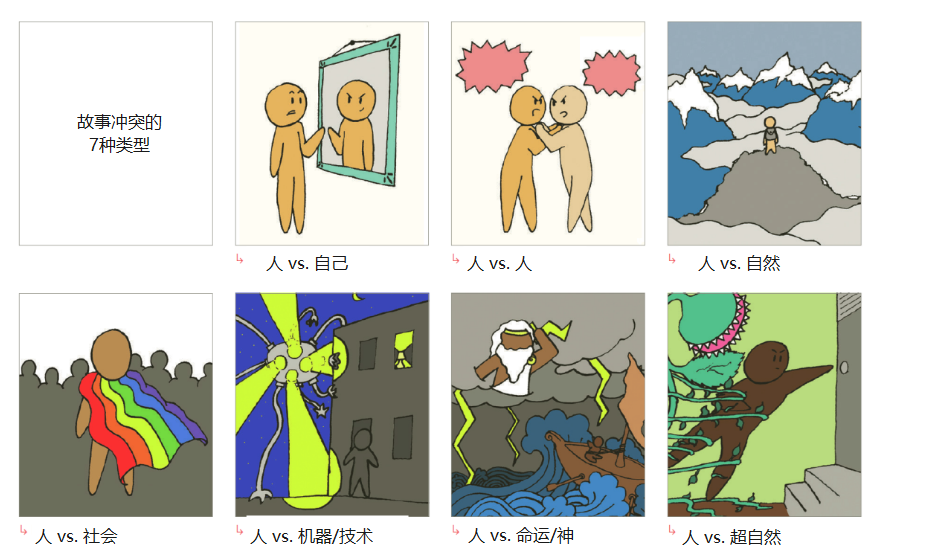 故事冲突的
7种类型
人 vs. 自己
人 vs. 人
人 vs. 自然
人 vs. 社会
人 vs. 机器/技术
人 vs. 命运/神
人 vs. 超自然